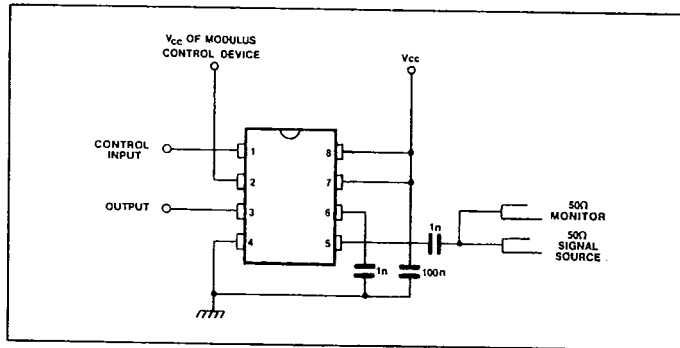 VCC OF MODULUS
CONTROL DEVICE
VCC
CONTROL
INPUT
OUTPUT
1
2
3
4
8
7
6
5
1n
1n
100n
50Ω
MONITOR
50Ω
SIGNAL
SOURCE